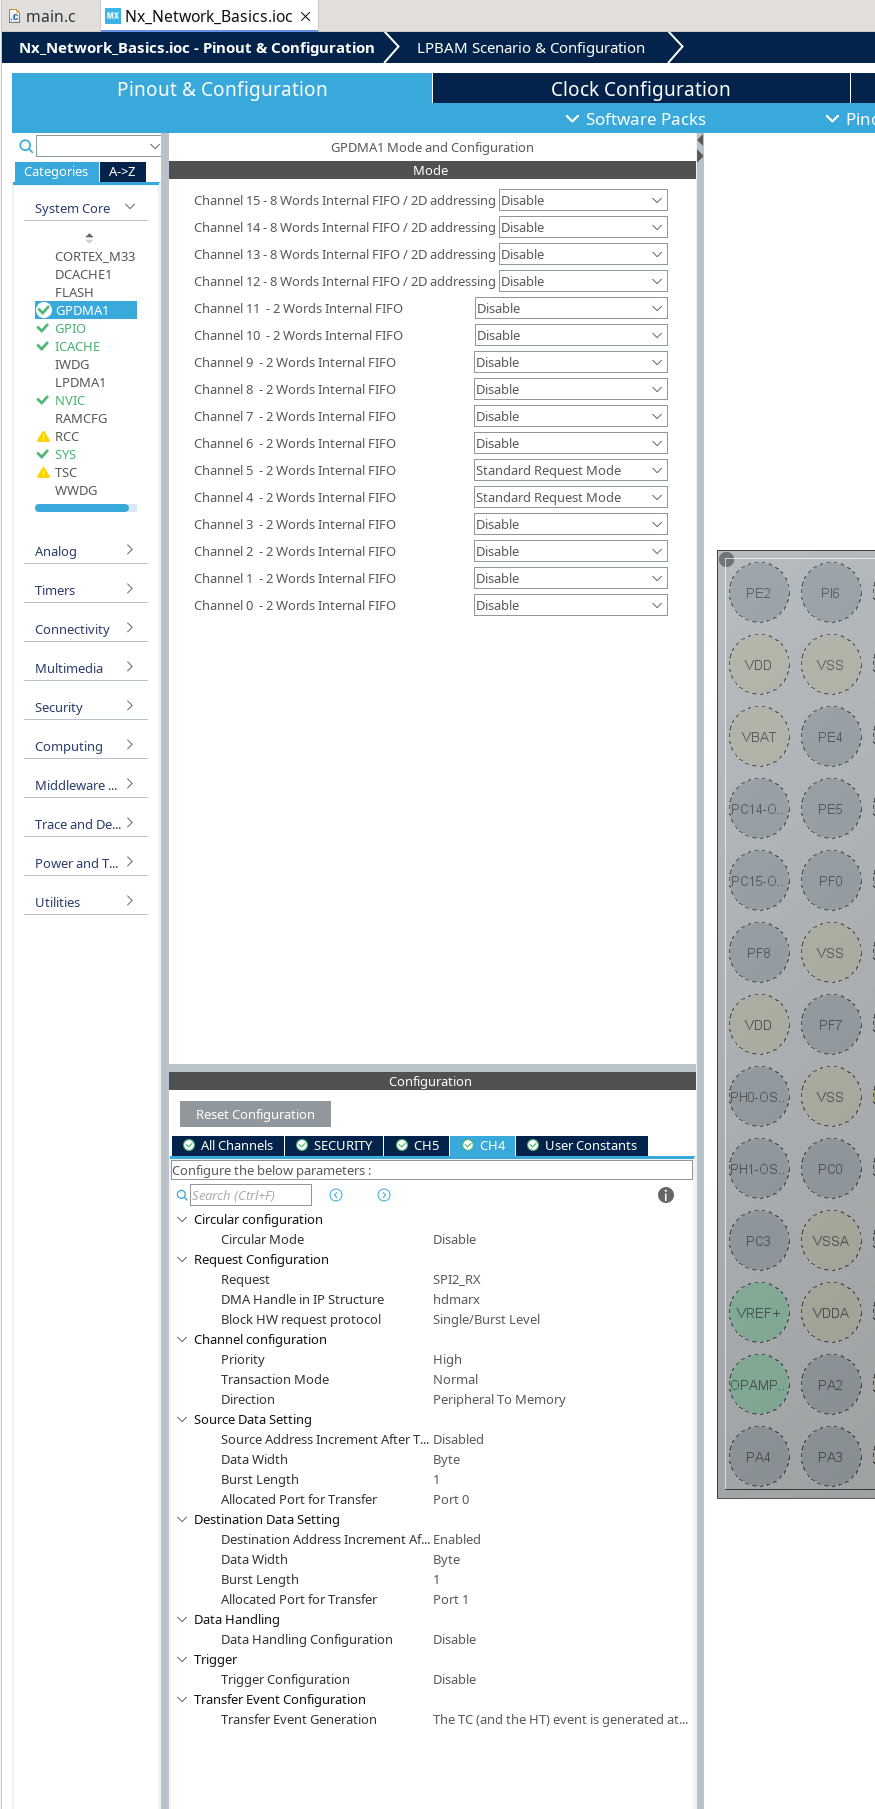 main.c
MX Nx_Network_Basics.ioc ×
Nx_Network_Basics.ioc - Pinout & Configuration
LPBAM Scenario & Configuration
Pinout & Configuration
Clock Configuration
Software Packs
Pino
Categories A->Z
System Core
CORTEX_M33
DCACHE1
FLASH
GPDMA1
GPIO
ICACHE
IWDG
LPDMA1
NVIC
RAMCFG
RCC
SYS
TSC
WWDG
Analog
Timers
Connectivity
Multimedia
Security
Computing
Middleware ...
Trace and De...
Power and T...
Utilities
GPDMA1 Mode and Configuration
Mode
Channel 15 - 8 Words Internal FIFO / 2D addressing Disable
Channel 14 - 8 Words Internal FIFO / 2D addressing Disable
Channel 13 - 8 Words Internal FIFO / 2D addressing Disable
Channel 12 - 8 Words Internal FIFO / 2D addressing Disable
Channel 11 - 2 Words Internal FIFO Disable
Channel 10 - 2 Words Internal FIFO Disable
Channel 9 - 2 Words Internal FIFO Disable
Channel 8 - 2 Words Internal FIFO Disable
Channel 7 - 2 Words Internal FIFO Disable
Channel 6 - 2 Words Internal FIFO Disable
Channel 5 - 2 Words Internal FIFO Standard Request Mode
Channel 4 - 2 Words Internal FIFO Standard Request Mode
Channel 3 - 2 Words Internal FIFO Disable
Channel 2 - 2 Words Internal FIFO Disable
Channel 1 - 2 Words Internal FIFO Disable
Channel 0 - 2 Words Internal FIFO Disable
Configuration
Reset Configuration
All Channels SECURITY CH5 CH4 User Constants
Configure the below parameters :
Search (Ctrl+F)
Circular configuration
Circular Mode Disable
Request Configuration
Request SPI2_RX
DMA Handle in IP Structure hdmarx
Block HW request protocol Single/Burst Level
Channel configuration
Priority High
Transaction Mode Normal
Direction Peripheral To Memory
Source Data Setting
Source Address Increment After T... Disabled
Data Width Byte
Burst Length 1
Allocated Port for Transfer Port 0
Destination Data Setting
Destination Address Increment Af... Enabled
Data Width Byte
Burst Length 1
Allocated Port for Transfer Port 1
Data Handling
Data Handling Configuration Disable
Trigger
Trigger Configuration Disable
Transfer Event Configuration
Transfer Event Generation The TC (and the HT) event is generated at...
PE2 PI6
VDD VSS
VBAT PE4
PC14-O... PE5
PC15-O... PF0
PF8 VSS
VDD PF7
PH0-OS... VSS
PH1-OS... PC0
PC3 VSSA
VREF+ VDDA
OPAMP... PA2
PA4 PA3